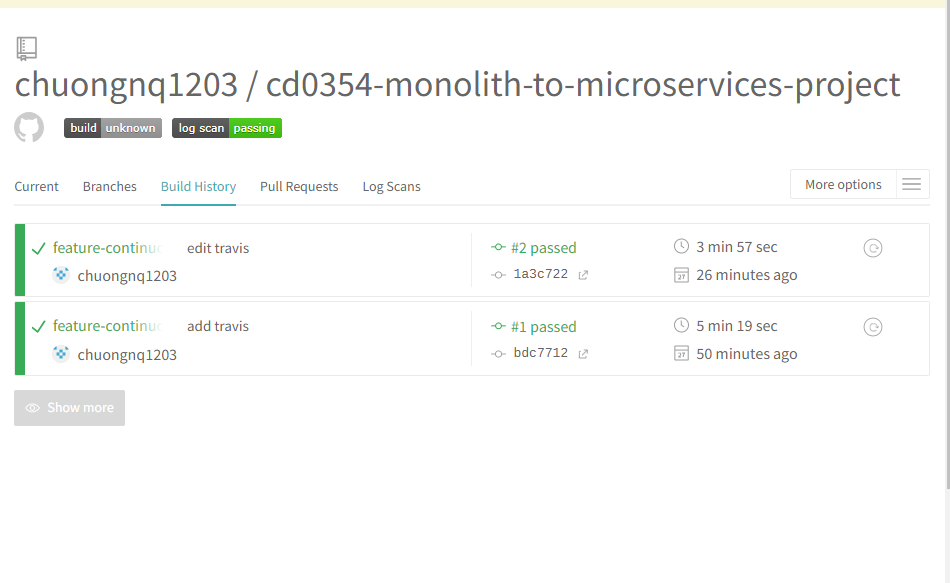 chuongnq1203 / cd0354-monolith-to-microservices-project
build unknown log scan passing
Current Branches Build History Pull Requests Log Scans More options
feature-continuo edit travis #2 passed 3 min 57 sec
chuongnq1203 1a3c722 26 minutes ago
feature-continuo add travis #1 passed 5 min 19 sec
chuongnq1203 bdc7712 50 minutes ago
Show more